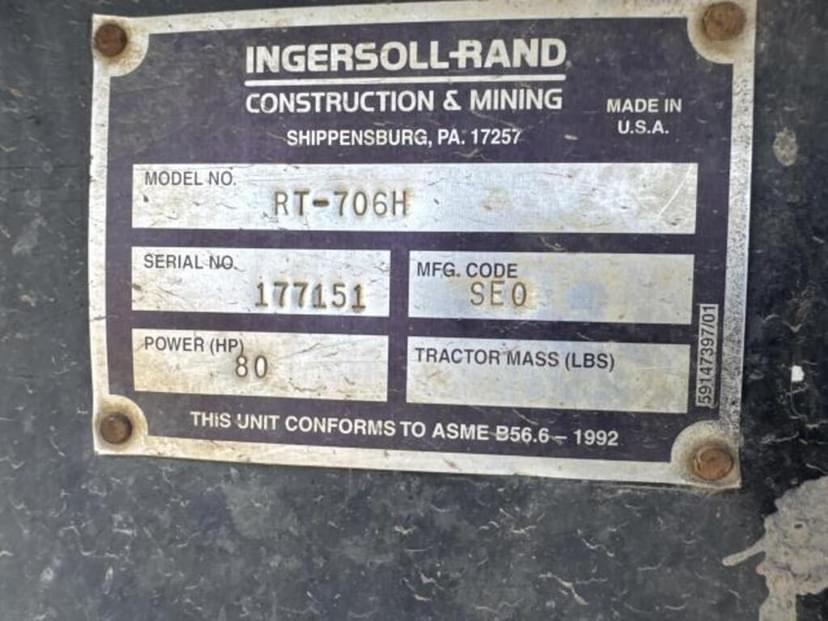 INGERSOLL-RAND
CONSTRUCTION & MINING
MADE IN
U.S.A.
SHIPPENSBURG, PA. 17257
MODEL NO.
RT-706H
SERIAL NO.
177151
MFG. CODE
SE0
POWER (HP)
80
TRACTOR MASS (LBS)
59147397/01
THIS UNIT CONFORMS TO ASME B56.6 – 1992